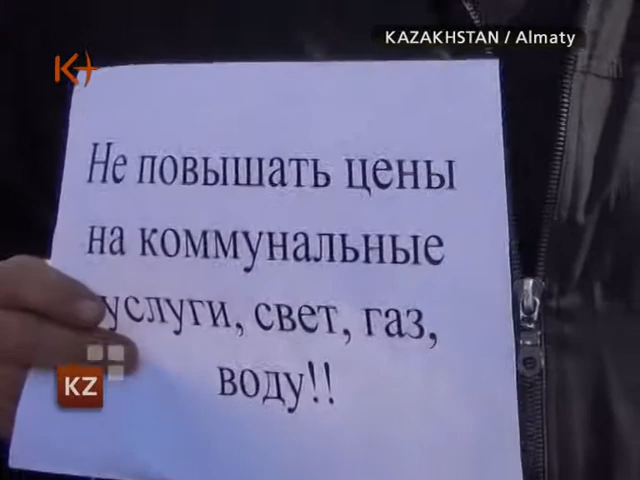 KAZAKHSTAN / Almaty
K+
Не повышать цены
на коммунальные
услуги, свет, газ,
воду!!
KZ